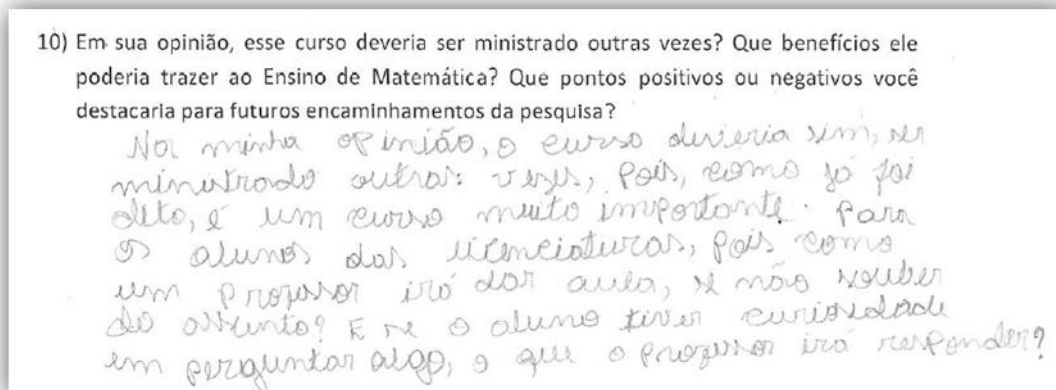 10) Em sua opinião, esse curso deveria ser ministrado outras vezes? Que benefícios ele
poderia trazer ao Ensino de Matemática? Que pontos positivos ou negativos você
destacaria para futuros encaminhamentos da pesquisa?
Na minha opinião, o curso deveria sim, ser
ministrado outras vezes, pois, como já foi
dito, é um curso muito importante para
os alunos das licenciaturas, pois como
um professor irá dar aula, se não souber
do assunto? E se o aluno tiver curiosidade
em perguntar algo, o que o professor irá responder?